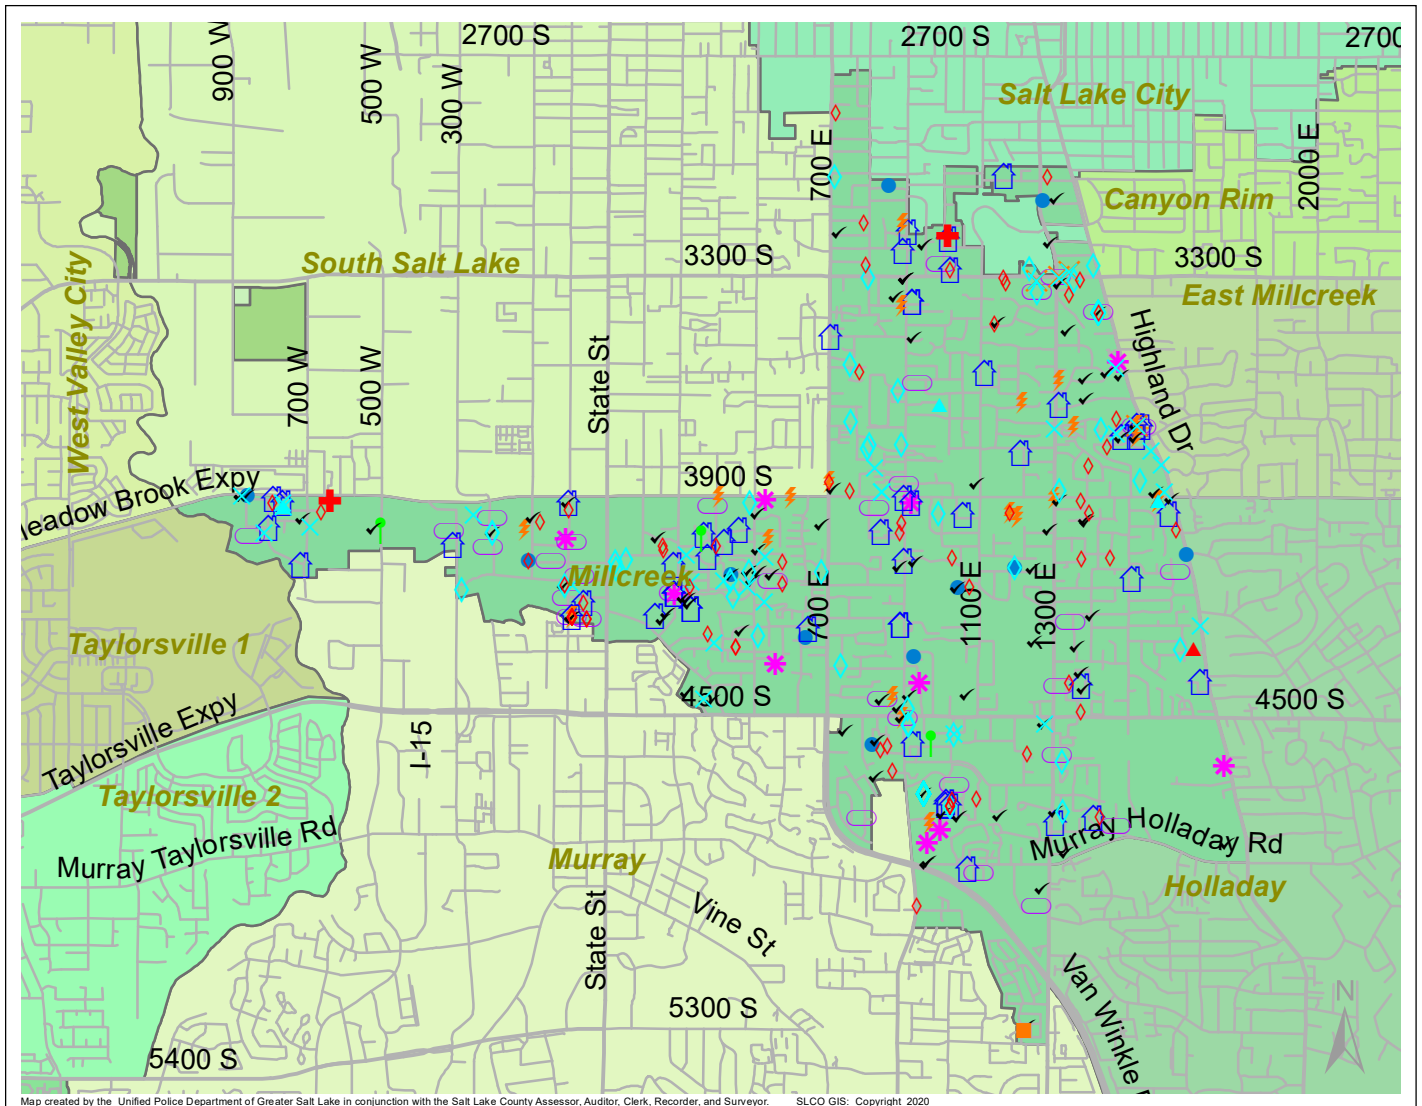 2700 S
2700 S
2700
900 W
500 W
300 W
Salt Lake City
700 E
2000 E
Canyon Rim
3300 S
3300 S
South Salt Lake
West Valley City
East Millcreek
Highland Dr
700 W
500 W
State St
3900 S
Meadow Brook Expy
Millcreek
700 E
1100 E
1300 E
Taylorsville 1
4500 S
4500 S
Taylorsville Expy
I-15
Taylorsville 2
Murray Taylorsville Rd
Murray
Murray Holladay Rd
Holladay
State St
Vine St
Van Winkle
5300 S
N
5400 S
Map created by the Unified Police Department of Greater Salt Lake in conjunction with the Salt Lake County Assessor, Auditor, Clerk, Recorder, and Surveyor. SLCO GIS: Copyright 2020